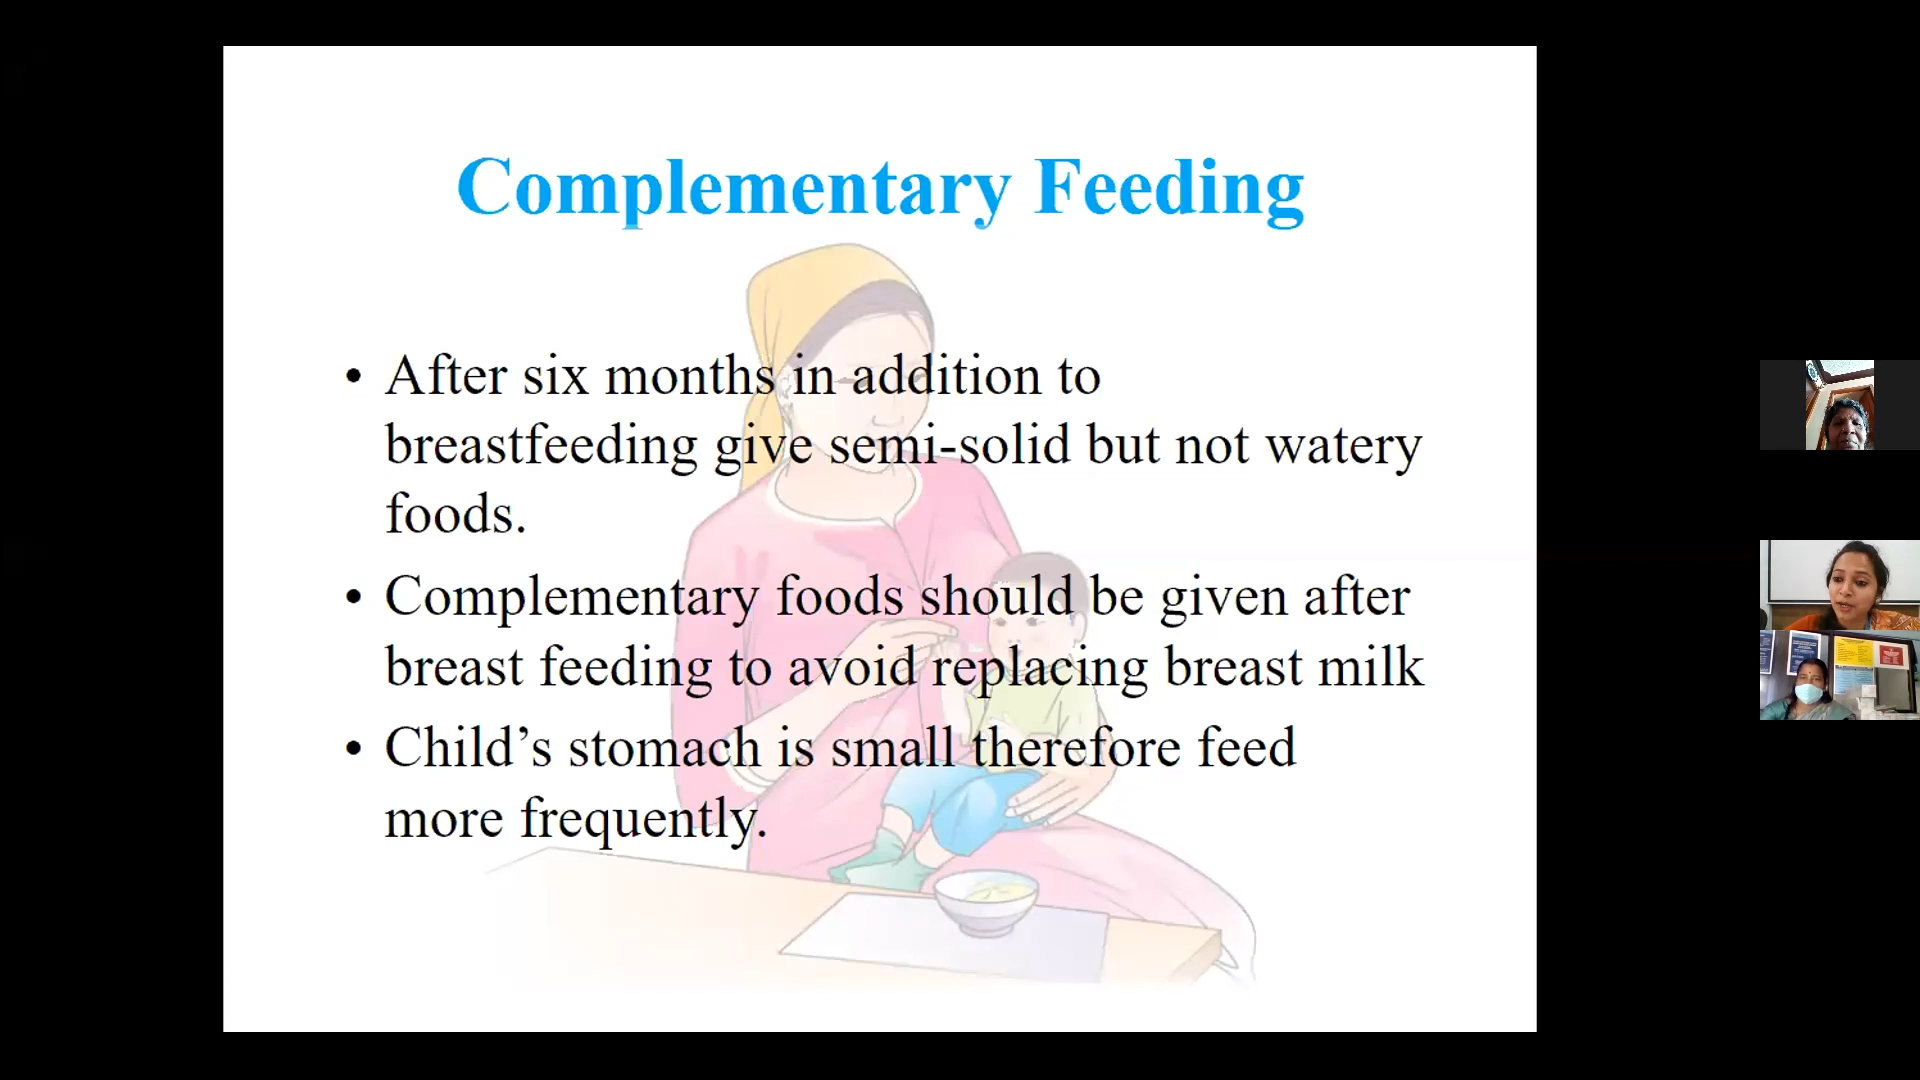 Complementary Feeding
• After six months in addition to
breastfeeding give semi-solid but not watery
foods.
• Complementary foods should be given after
breast feeding to avoid replacing breast milk
• Child’s stomach is small therefore feed
more frequently.